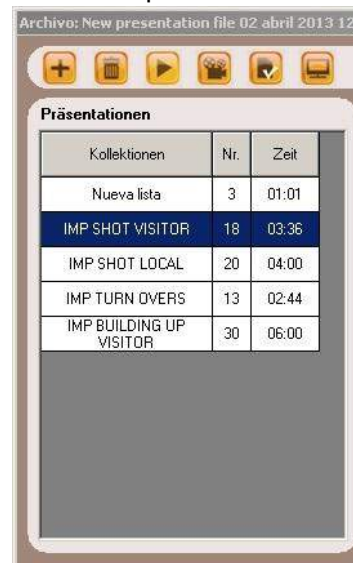 Archivo: New presentation file 02 abril 2013 12
Präsentationen
Kollektionen Nr. Zeit
Nueva lista 3 01:01
IMP SHOT VISITOR 18 03:36
IMP SHOT LOCAL 20 04:00
IMP TURN OVERS 13 02:44
IMP BUILDING UP
VISITOR 30 06:00